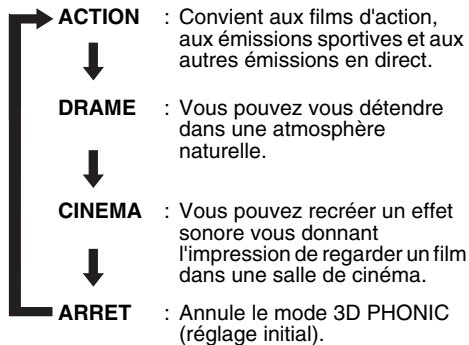 ACTION : Convient aux films d'action,
aux émissions sportives et aux
autres émissions en direct.
DRAME : Vous pouvez vous détendre
dans une atmosphère
naturelle.
CINEMA : Vous pouvez recréer un effet
sonore vous donnant
l'impression de regarder un film
dans une salle de cinéma.
ARRET : Annule le mode 3D PHONIC
(réglage initial).